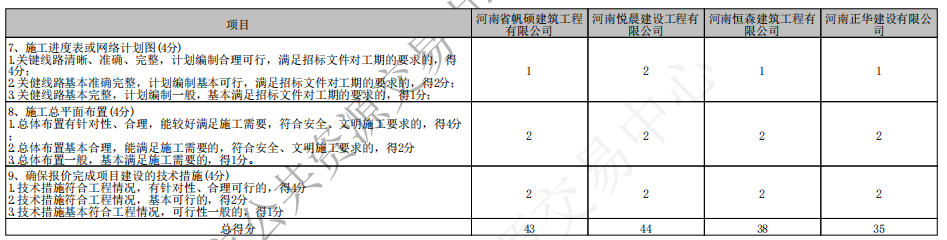 项目
河南省帆硕建筑工程有限公司
河南悦晨建设工程有限公司
河南恒森建筑工程有限公司
河南正华建设有限公司
7、施工进度表或网络计划图(4分)
1.关键线路清晰、准确、完整，计划编制合理可行，满足招标文件对工期的要求的，得
4分；
2.关键线路基本准确完整，计划编制基本可行，满足招标文件对工期的要求的，得2分；
3.关键线路基本完整，计划编制一般，基本满足招标文件对工期的要求的，得1分；
1 2 1 1
8、施工总平面布置(4分)
1.总体布置有针对性、合理，能较好满足施工需要，符合安全、文明施工要求的，得4分
；
2.总体布置基本合理，能满足施工需要的，符合安全、文明施工要求的，得2分
3.总体布置一般，基本满足施工需要的，得1分。
2 2 2 2
9、确保报价完成项目建设的技术措施(4分)
1.技术措施符合工程情况，有针对性、合理可行的，得4分
2.技术措施符合工程情况，基本可行的，得2分
3.技术措施基本符合工程情况，可行性一般的，得1分
2 2 2 2
总得分 43 44 38 35
公共资源交易中心
源交易中心